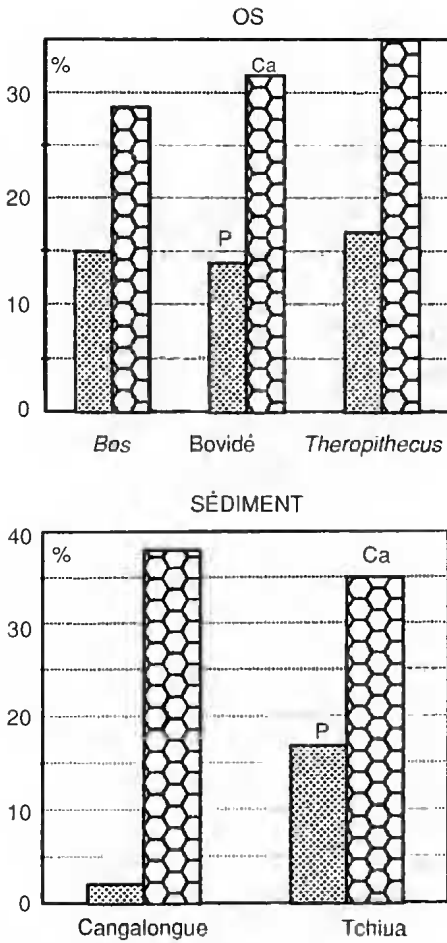 OS
%
Ca
30
20
P
10
0
Bos Bovidé Theropithecus
SÉDIMENT
40
%
Ca
30
20
P
10
0
Cangalongue Tchiua